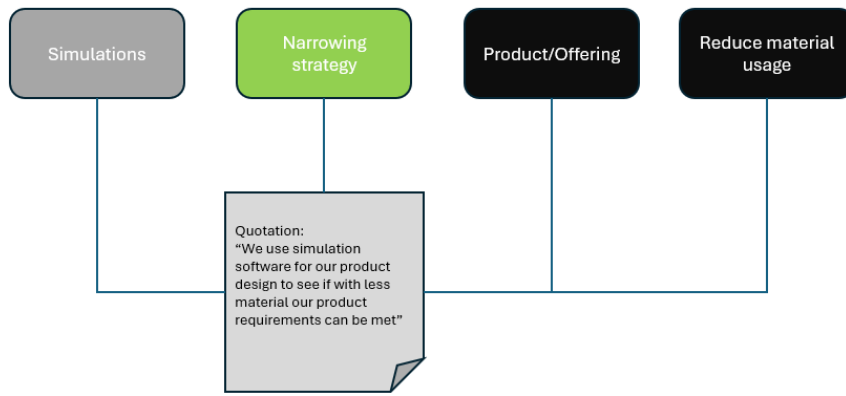 Simulations
Narrowing
strategy
Product/Offering
Reduce material
usage
Quotation:
“We use simulation
software for our product
design to see if with less
material our product
requirements can be met”